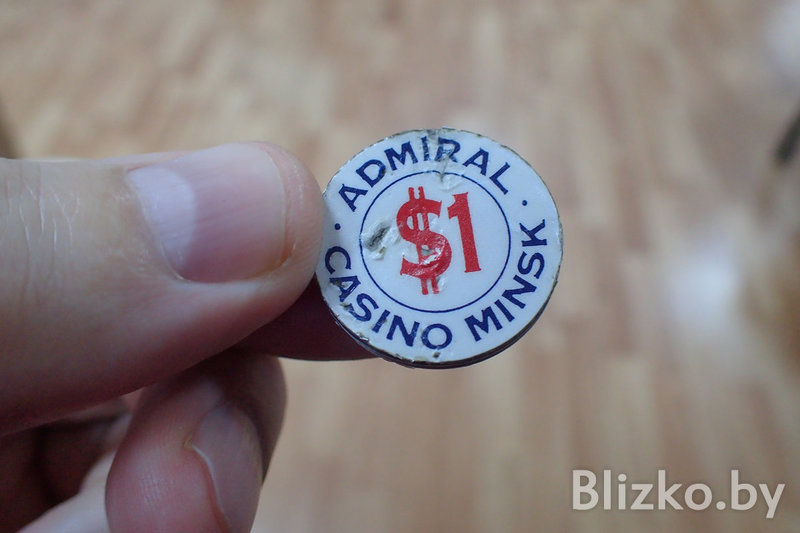 · ADMIRAL ·
$1
CASINO MINSK
Blizko.by